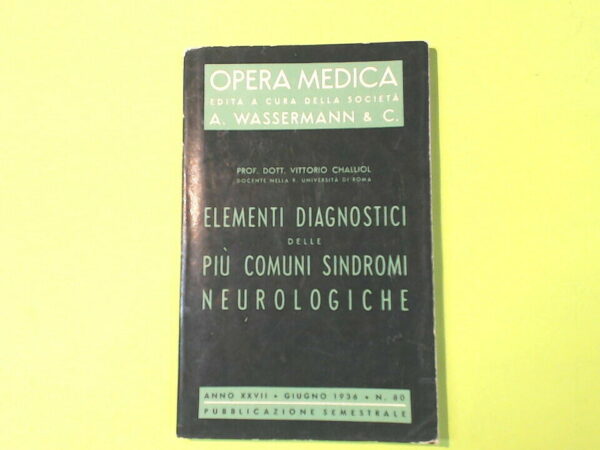 OPERA MEDICA
EDITA A CURA DELLA SOCIETÀ
A. WASSERMANN & C.
PROF. DOTT. VITTORIO CHALLIOL
DOCENTE NELLA R. UNIVERSITÀ DI ROMA
ELEMENTI DIAGNOSTICI
DELLE
PIÙ COMUNI SINDROMI
NEUROLOGICHE
ANNO XXVII • GIUGNO 1936 • N. 80
PUBBLICAZIONE SEMESTRALE